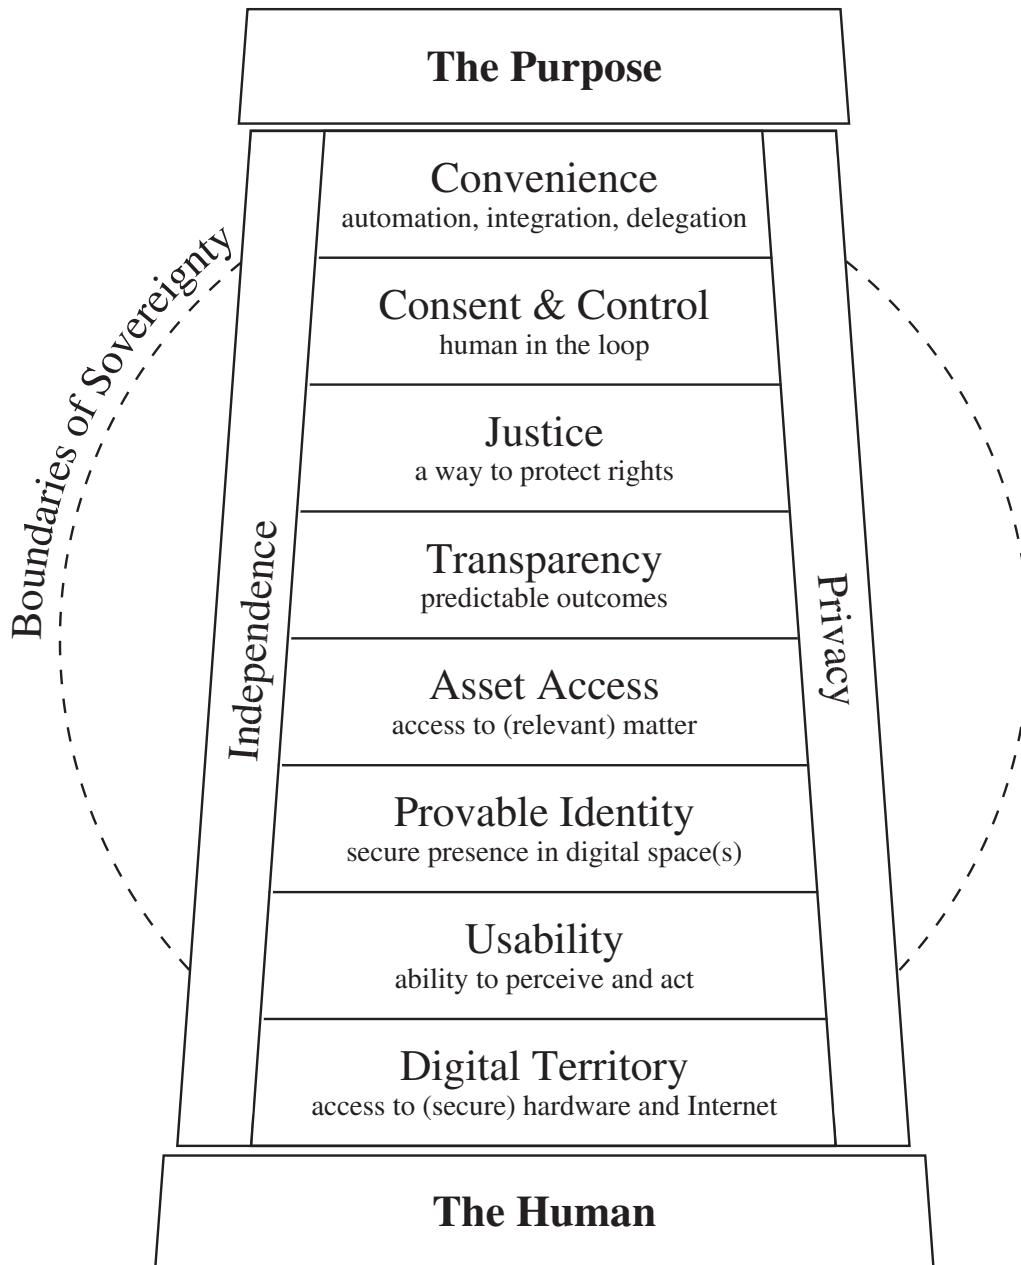 The Purpose
Convenience
automation, integration, delegation
Consent & Control
human in the loop
Justice
a way to protect rights
Transparency
predictable outcomes
Asset Access
access to (relevant) matter
Provable Identity
secure presence in digital space(s)
Usability
ability to perceive and act
Digital Territory
access to (secure) hardware and Internet
The Human
Boundaries of Sovereignty
Independence
Privacy